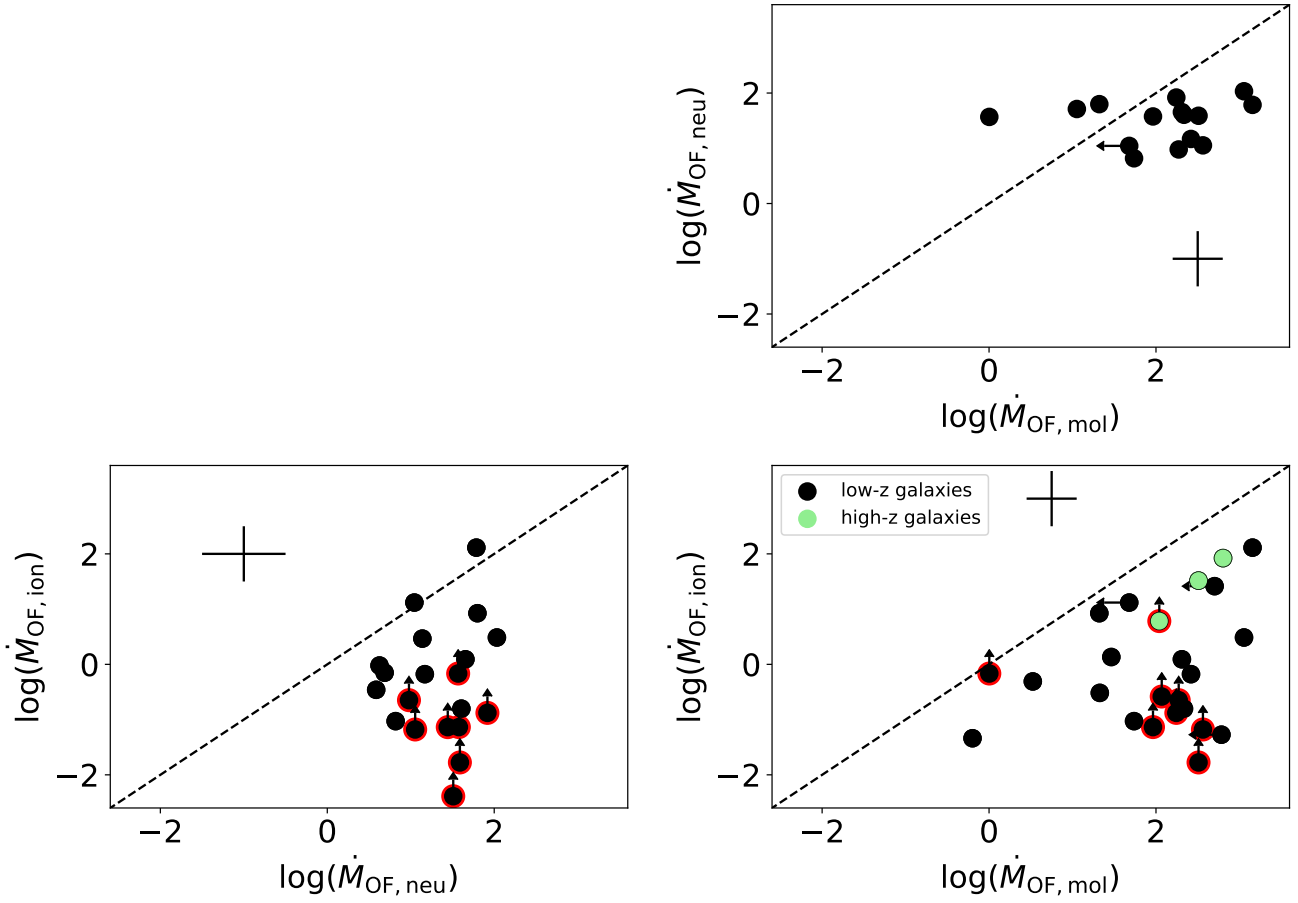 2
0
−2
log(Ṁ_OF, neu)
−2 0 2
log(Ṁ_OF, mol)
2
0
−2
log(Ṁ_OF, ion)
−2 0 2
log(Ṁ_OF, neu)
low-z galaxies
high-z galaxies
2
0
−2
log(Ṁ_OF, ion)
−2 0 2
log(Ṁ_OF, mol)